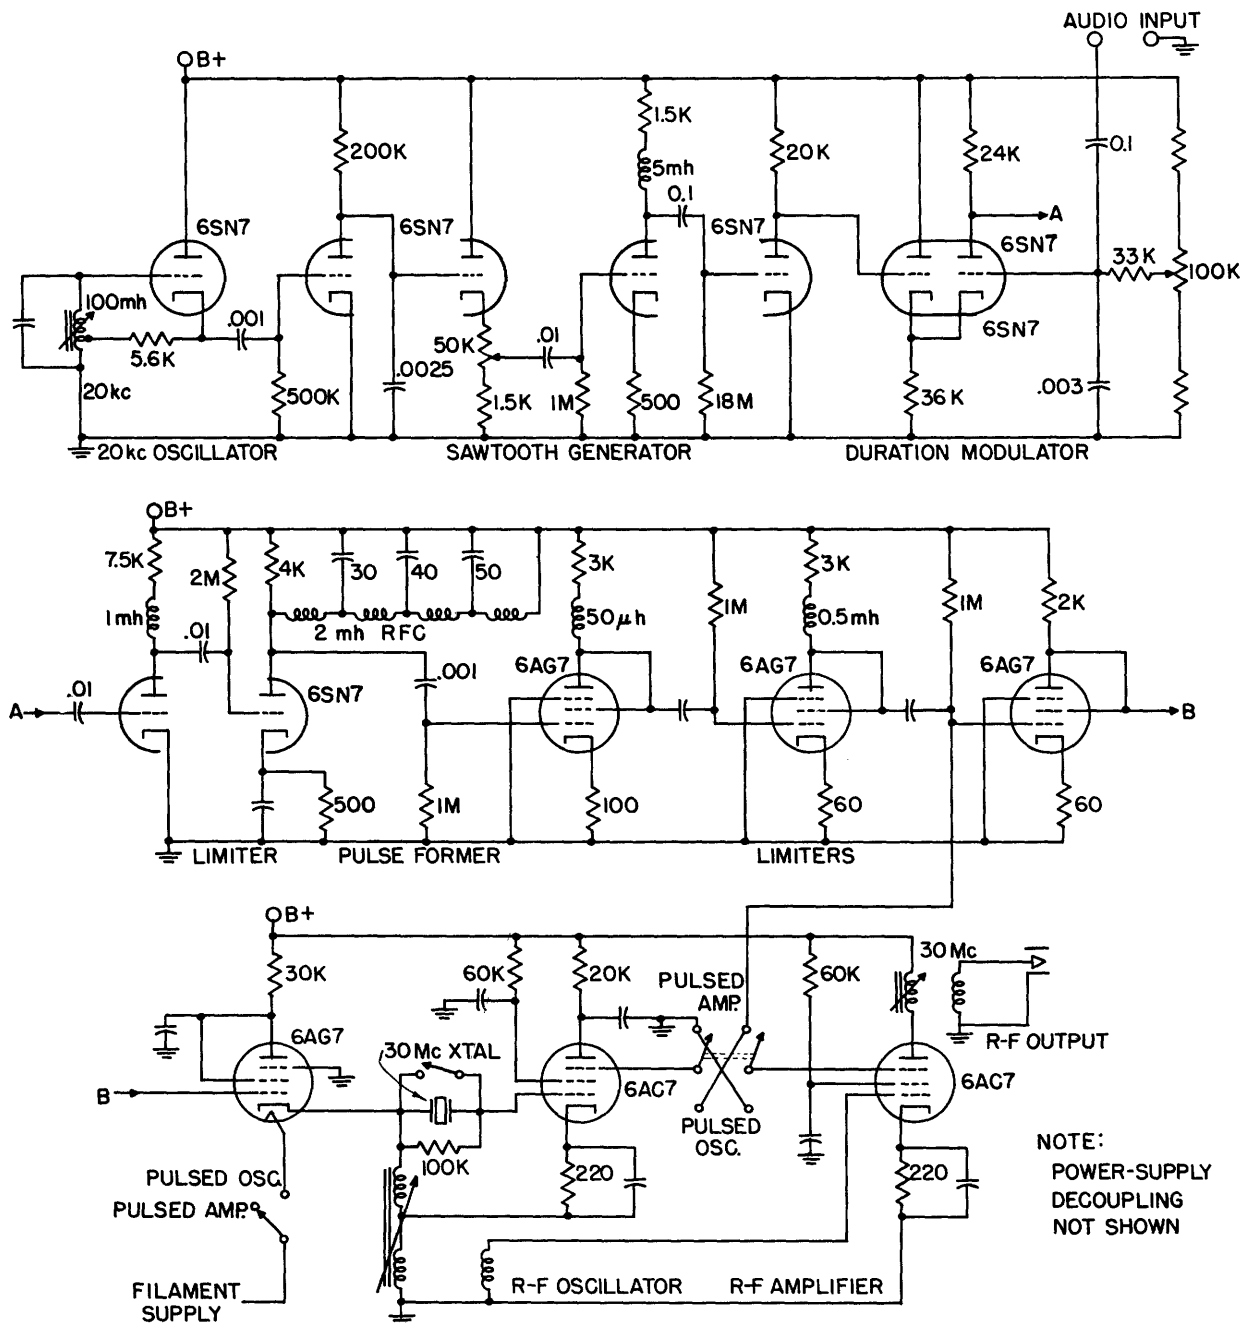 AUDIO INPUT
B+
200K
1.5K
5mh
20K
24K
0.1
0.1
6SN7
6SN7
6SN7
A
6SN7
33K
100K
100mh
5.6K
.001
.01
50K
6SN7
20kc
500K
.0025
1.5K
1M
500
18M
36K
.003
20kc OSCILLATOR
SAWTOOTH GENERATOR
DURATION MODULATOR
B+
7.5K
2M
4K
30
40
50
3K
1M
3K
1M
2K
1mh
.01
2 mh RFC
50µh
0.5mh
6AG7
6AG7
6AG7
.001
A
.01
6SN7
B
500
1M
100
60
60
LIMITER
PULSE FORMER
LIMITERS
B+
30K
60K
20K
PULSED
AMP.
60K
30Mc
R-F OUTPUT
6AG7
30Mc XTAL
6AC7
6AC7
B
100K
PULSED
OSC.
220
220
NOTE:
POWER-SUPPLY
DECOUPLING
NOT SHOWN
PULSED OSC.
PULSED AMP.
FILAMENT
SUPPLY
R-F OSCILLATOR
R-F AMPLIFIER